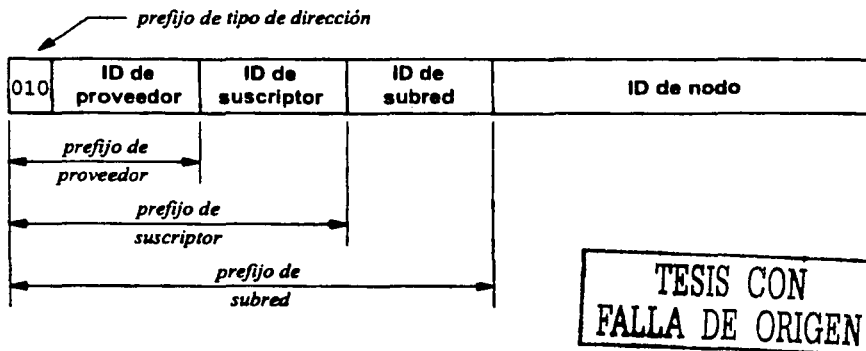 prefijo de tipo de dirección
010
ID de
proveedor
ID de
suscriptor
ID de
subred
ID de nodo
prefijo de
proveedor
prefijo de
suscriptor
prefijo de
subred
TESIS CON
FALLA DE ORIGEN